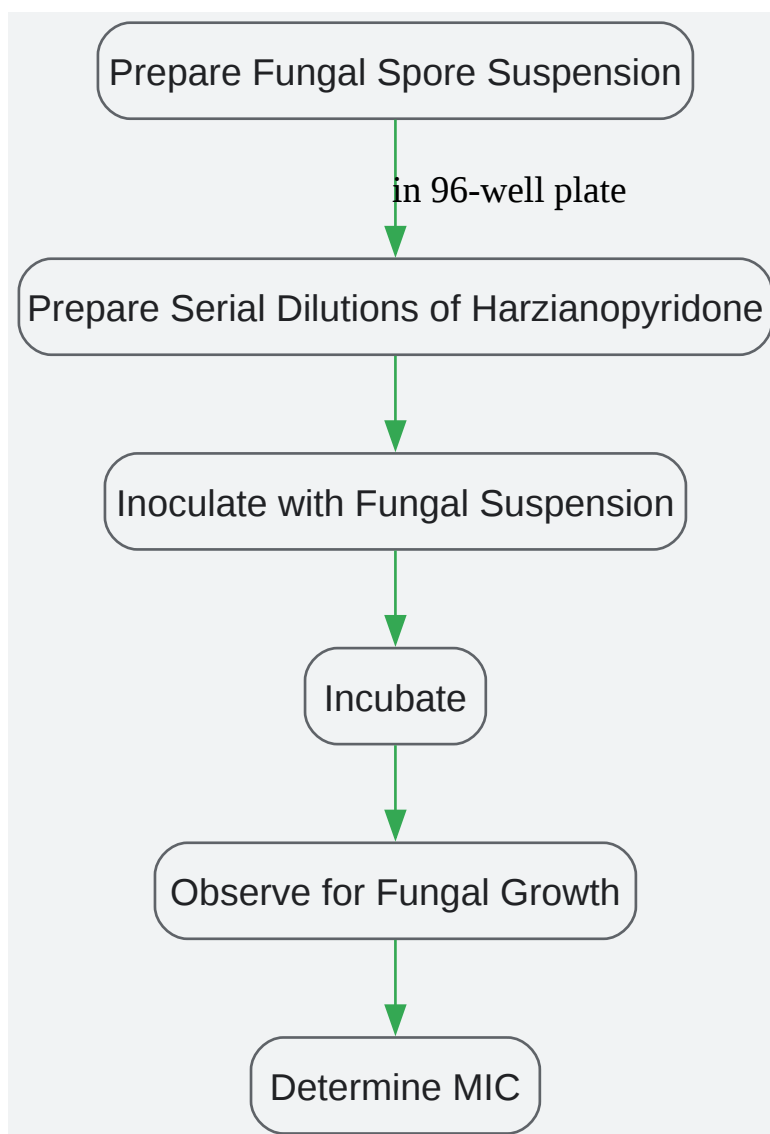 Prepare Fungal Spore Suspension
in 96-well plate
Prepare Serial Dilutions of Harzianopyridone
Inoculate with Fungal Suspension
Incubate
Observe for Fungal Growth
Determine MIC